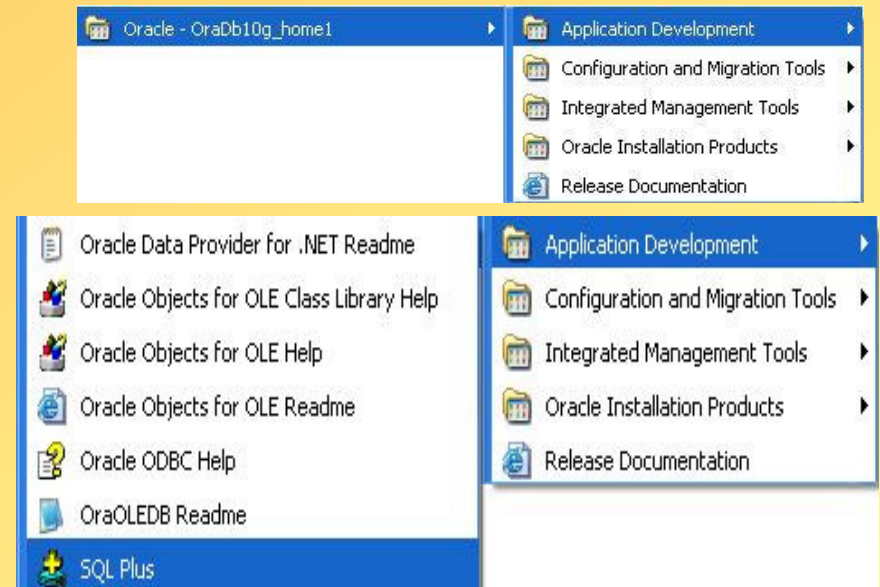 Oracle - OraDb10g_home1
Application Development
Configuration and Migration Tools
Integrated Management Tools
Oracle Installation Products
Release Documentation
Oracle Data Provider for .NET Readme
Oracle Objects for OLE Class Library Help
Oracle Objects for OLE Help
Oracle Objects for OLE Readme
Oracle ODBC Help
OraOLEDB Readme
SQL Plus
Application Development
Configuration and Migration Tools
Integrated Management Tools
Oracle Installation Products
Release Documentation